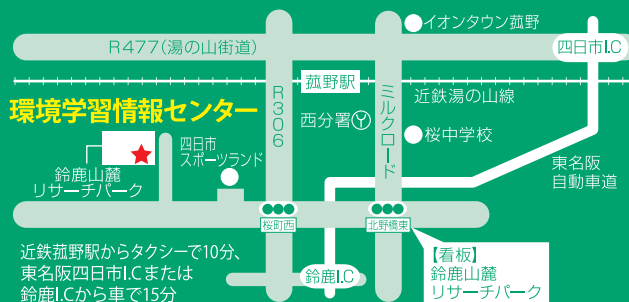 イオンタウン菰野
R477(湯の山街道)
四日市I.C
菰野駅
近鉄湯の山線
環境学習情報センター
R306
ミルクロード
西分署
桜中学校
四日市
スポーツランド
鈴鹿山麓
リサーチパーク
東名阪
自動車道
桜町西
北野橋東
近鉄菰野駅からタクシーで10分、
東名阪四日市I.Cまたは
鈴鹿I.Cから車で15分
鈴鹿I.C
【看板】
鈴鹿山麓
リサーチパーク